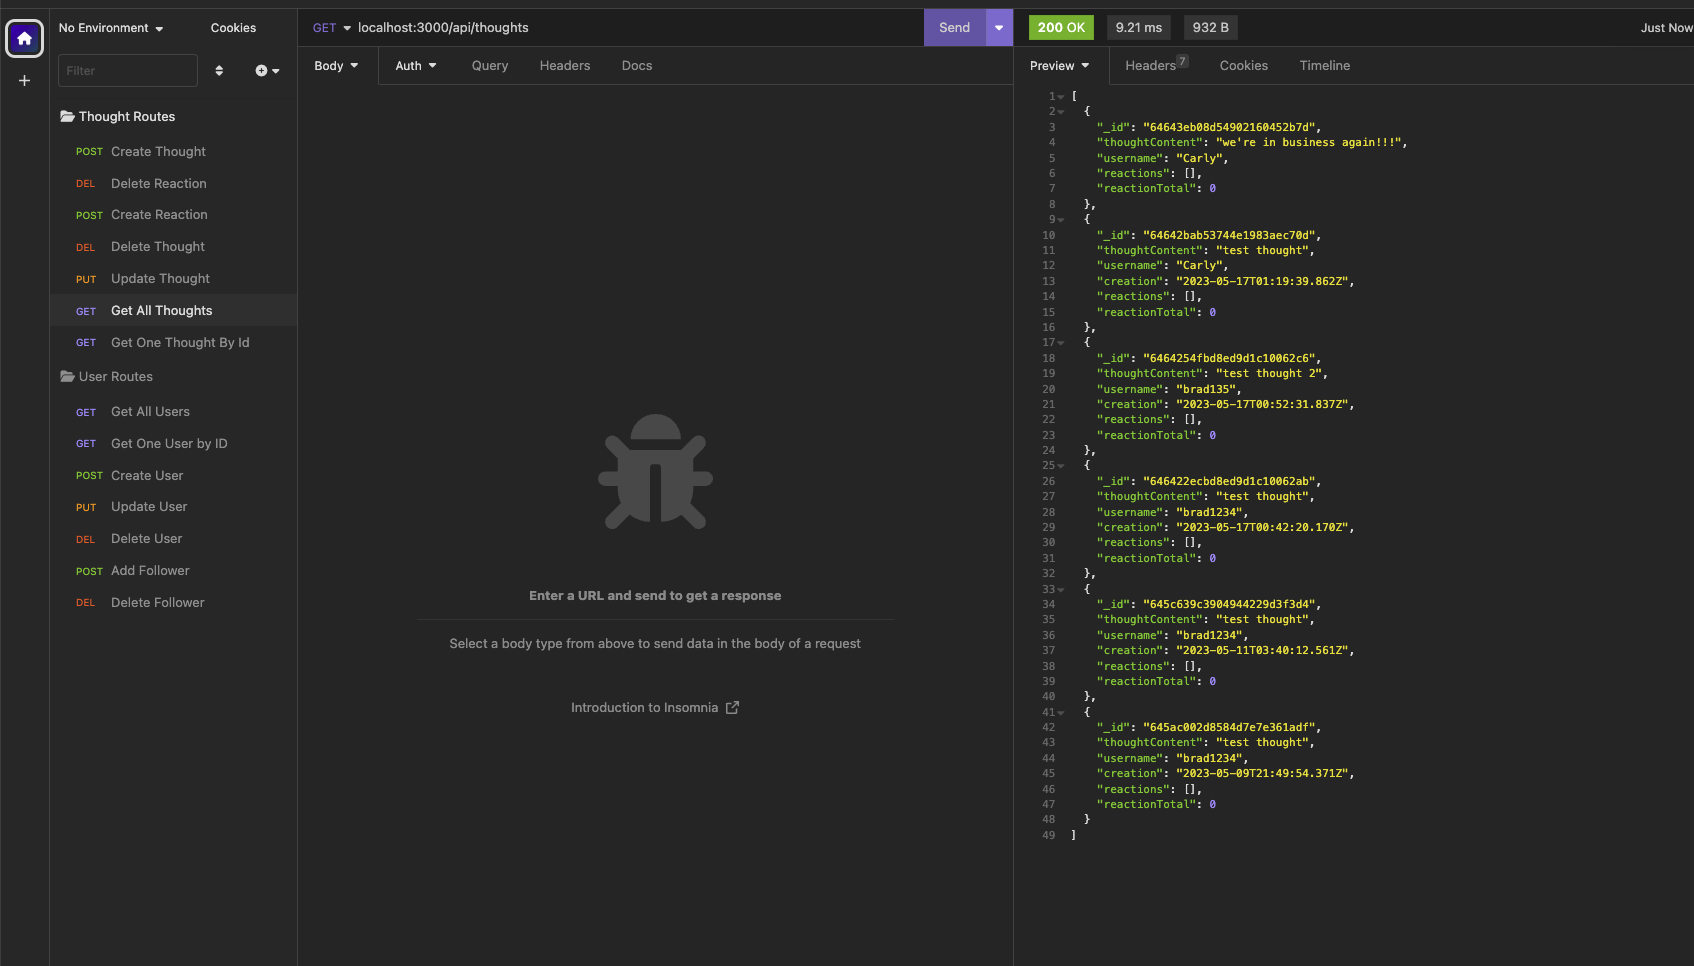 No Environment
Cookies
Filter
Thought Routes
POST Create Thought
DEL Delete Reaction
POST Create Reaction
DEL Delete Thought
PUT Update Thought
GET Get All Thoughts
GET Get One Thought By Id
User Routes
GET Get All Users
GET Get One User by ID
POST Create User
PUT Update User
DEL Delete User
POST Add Follower
DEL Delete Follower
GET localhost:3000/api/thoughts
Send
Body Auth Query Headers Docs
Enter a URL and send to get a response
Select a body type from above to send data in the body of a request
Introduction to Insomnia
200 OK 9.21 ms 932 B Just Now
Preview Headers 7 Cookies Timeline
1 [
2 {
3 "_id": "64643eb08d54902160452b7d",
4 "thoughtContent": "we're in business again!!!",
5 "username": "Carly",
6 "reactions": [],
7 "reactionTotal": 0
8 },
9 {
10 "_id": "64642bab53744e1983aec70d",
11 "thoughtContent": "test thought",
12 "username": "Carly",
13 "creation": "2023-05-17T01:19:39.862Z",
14 "reactions": [],
15 "reactionTotal": 0
16 },
17 {
18 "_id": "6464254fbd8ed9d1c10062c6",
19 "thoughtContent": "test thought 2",
20 "username": "brad135",
21 "creation": "2023-05-17T00:52:31.837Z",
22 "reactions": [],
23 "reactionTotal": 0
24 },
25 {
26 "_id": "646422ecbd8ed9d1c10062ab",
27 "thoughtContent": "test thought",
28 "username": "brad1234",
29 "creation": "2023-05-17T00:42:20.170Z",
30 "reactions": [],
31 "reactionTotal": 0
32 },
33 {
34 "_id": "645c639c3904944229d3f3d4",
35 "thoughtContent": "test thought",
36 "username": "brad1234",
37 "creation": "2023-05-11T03:40:12.561Z",
38 "reactions": [],
39 "reactionTotal": 0
40 },
41 {
42 "_id": "645ac002d8584d7e7e361adf",
43 "thoughtContent": "test thought",
44 "username": "brad1234",
45 "creation": "2023-05-09T21:49:54.371Z",
46 "reactions": [],
47 "reactionTotal": 0
48 }
49 ]